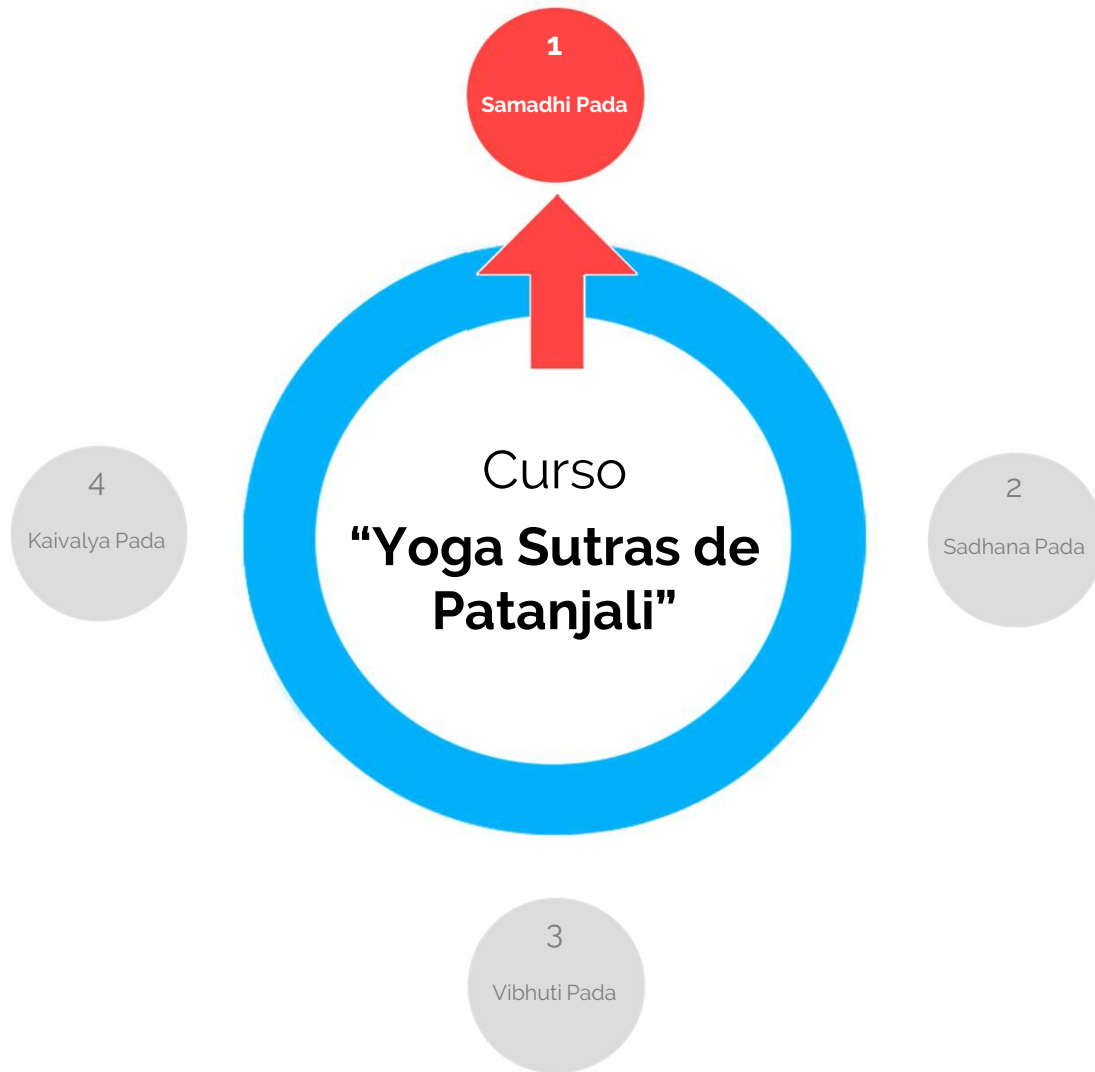 1
Samadhi Pada
Curso
“Yoga Sutras de
Patanjali”
4
Kaivalya Pada
2
Sadhana Pada
3
Vibhuti Pada